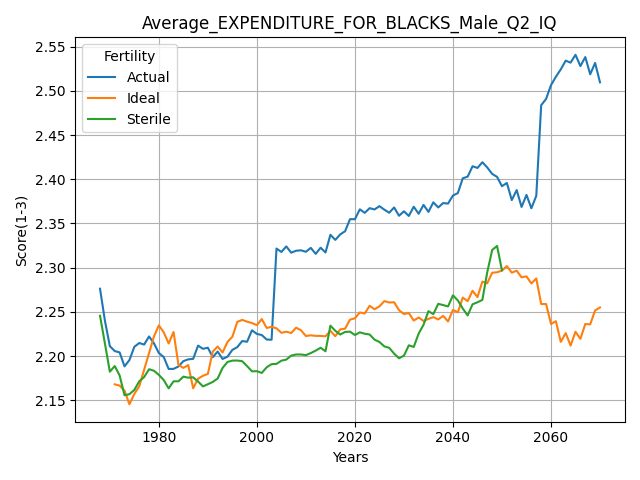 Average_EXPENDITURE_FOR_BLACKS_Male_Q2_IQ
Fertility
Actual
Ideal
Sterile
Score(1-3)
2.55
2.50
2.45
2.40
2.35
2.30
2.25
2.20
2.15
1980 2000 2020 2040 2060
Years